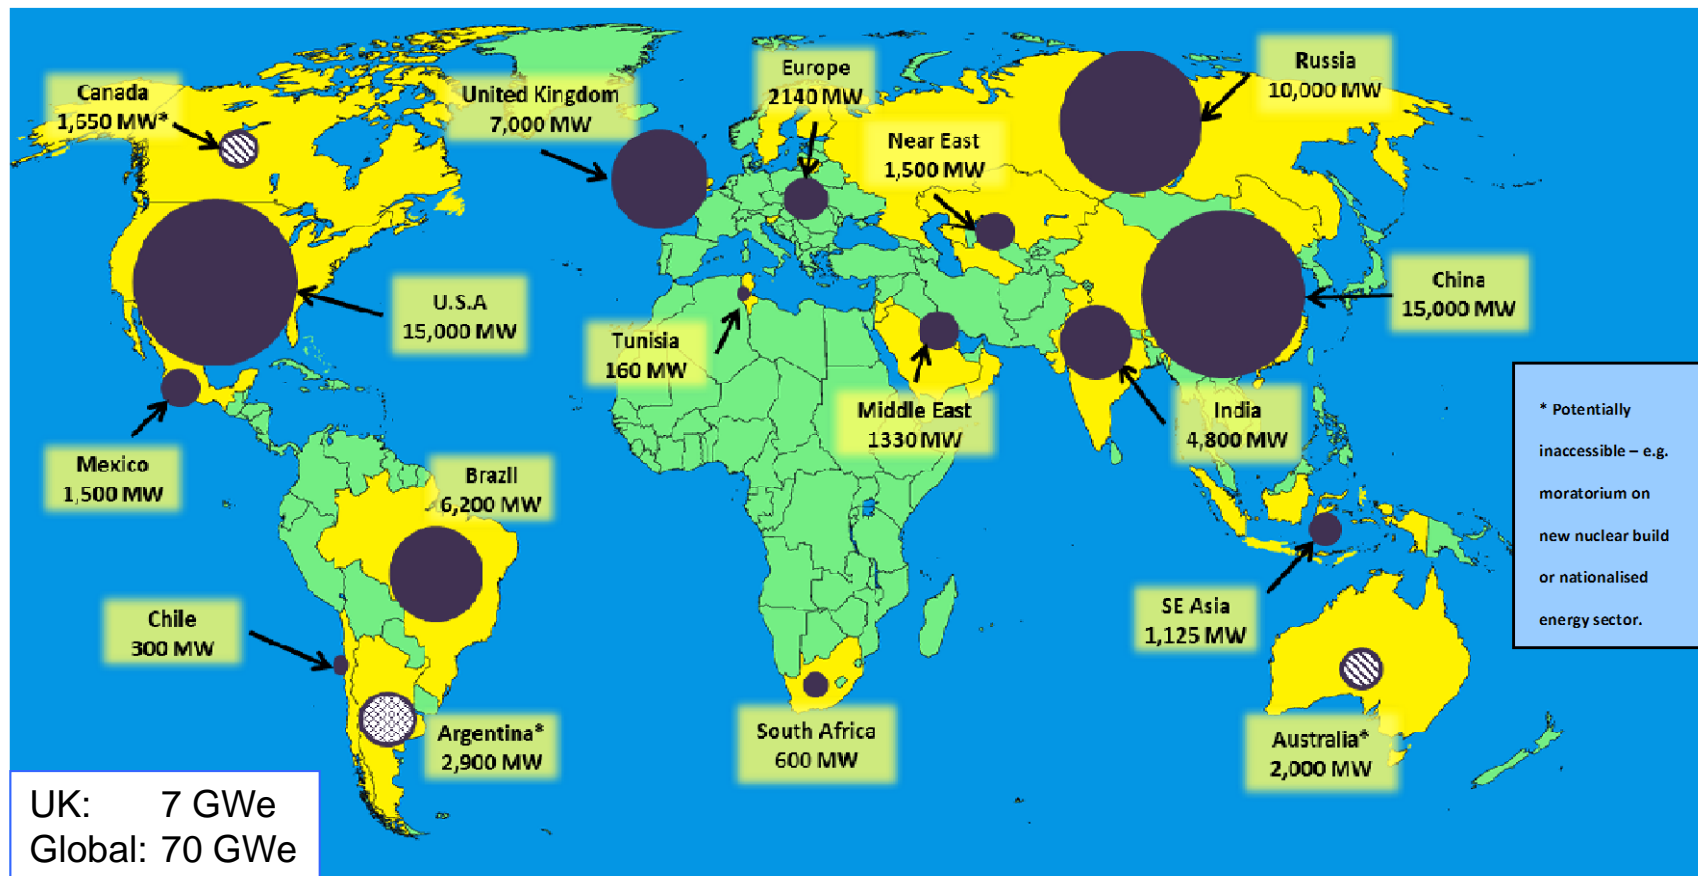 Canada
1,650 MW*
United Kingdom
7,000 MW
Europe
2140 MW
Russia
10,000 MW
Near East
1,500 MW
U.S.A
15,000 MW
China
15,000 MW
Tunisia
160 MW
Middle East
1330 MW
India
4,800 MW
Mexico
1,500 MW
Brazil
6,200 MW
* Potentially
inaccessible – e.g.
moratorium on
new nuclear build
or nationalised
energy sector.
Chile
300 MW
SE Asia
1,125 MW
Argentina*
2,900 MW
South Africa
600 MW
Australia*
2,000 MW
UK: 7 GWe
Global: 70 GWe